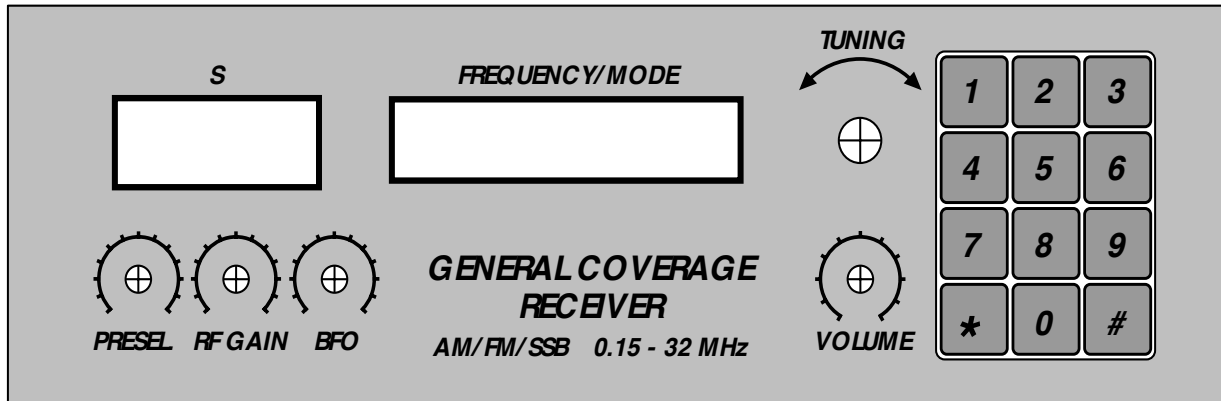 TUNING
S
FREQUENCY/MODE
1 2 3
4 5 6
7 8 9
* 0 #
GENERAL COVERAGE
RECEIVER
PRESEL.
RF GAIN
BFO
AM/FM/SSB 0.15 - 32 MHz
VOLUME